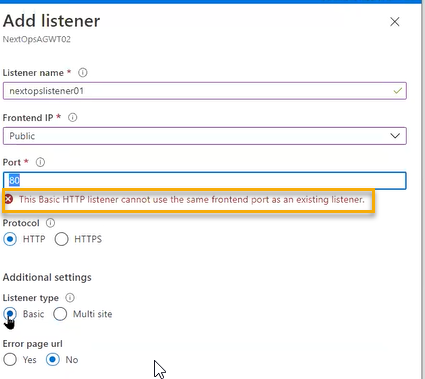 Add listener
NextOpsAGWT02
Listener name *
nextopslistener01
Frontend IP *
Public
Port *
80
This Basic HTTP listener cannot use the same frontend port as an existing listener.
Protocol
HTTP HTTPS
Additional settings
Listener type
Basic Multi site
Error page url
Yes No